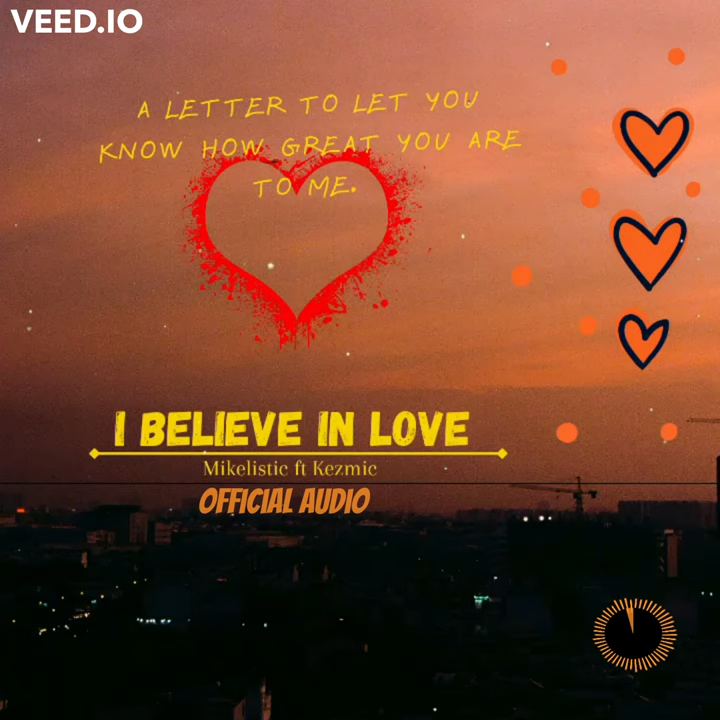 VEED.IO
A LETTER TO LET YOU
KNOW HOW GREAT YOU ARE
TO ME.
I BELIEVE IN LOVE
Mikelistic ft Kezmic
OFFICIAL AUDIO